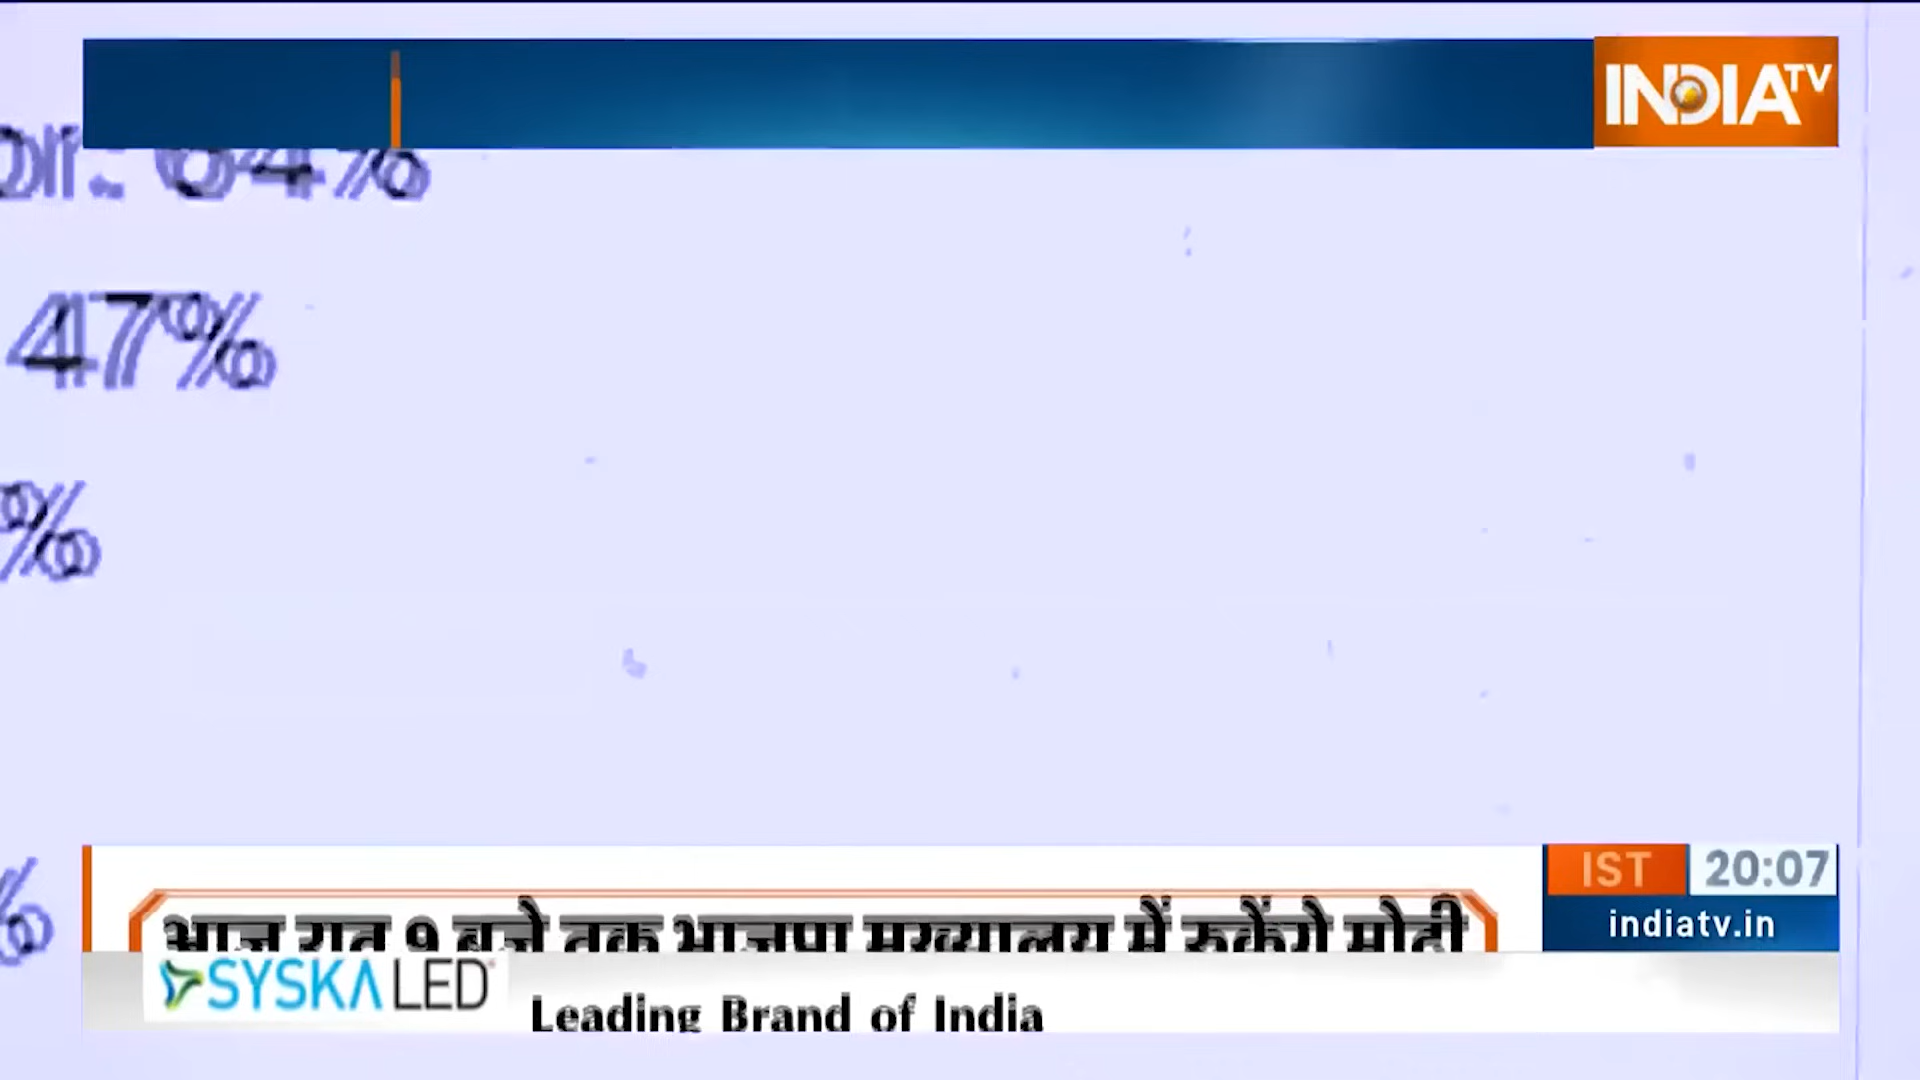 INDIA TV
64%
47%
%
%
IST 20:07
indiatv.in
आज रात 9 बजे तक भाजपा मुख्यालय में रुकेंगे मोदी
SYSKA LED
Leading Brand of India